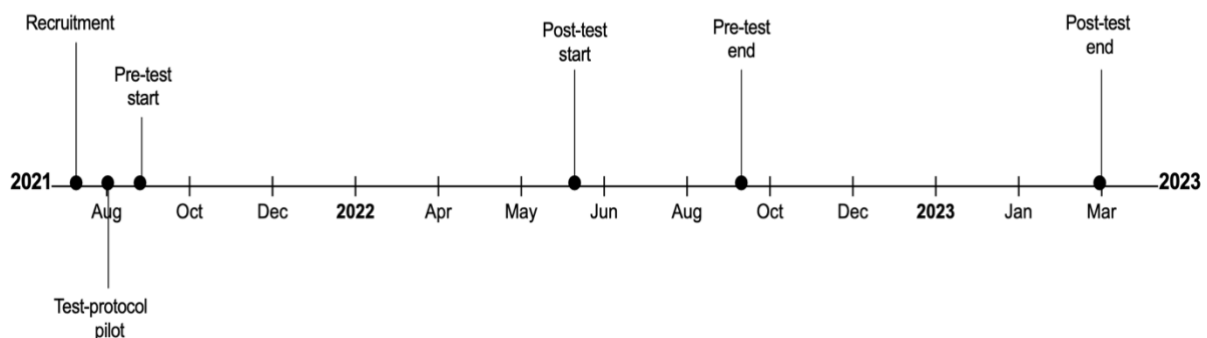 Recruitment
Pre-test
start
Post-test
start
Pre-test
end
Post-test
end
2021
2023
Aug
Oct
Dec
2022
Apr
May
Jun
Aug
Oct
Dec
2023
Jan
Mar
Test-protocol
pilot